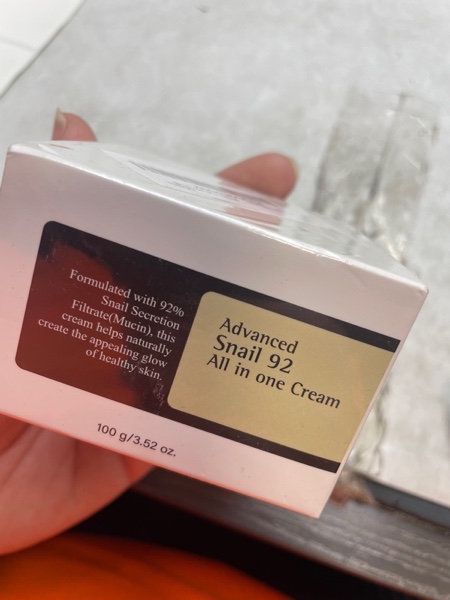 Formulated with 92%
Snail Secretion
Filtrate(Mucin), this
cream helps naturally
create the appealing glow
of healthy skin.
Advanced
Snail 92
All in one Cream
100 g/3.52 oz.